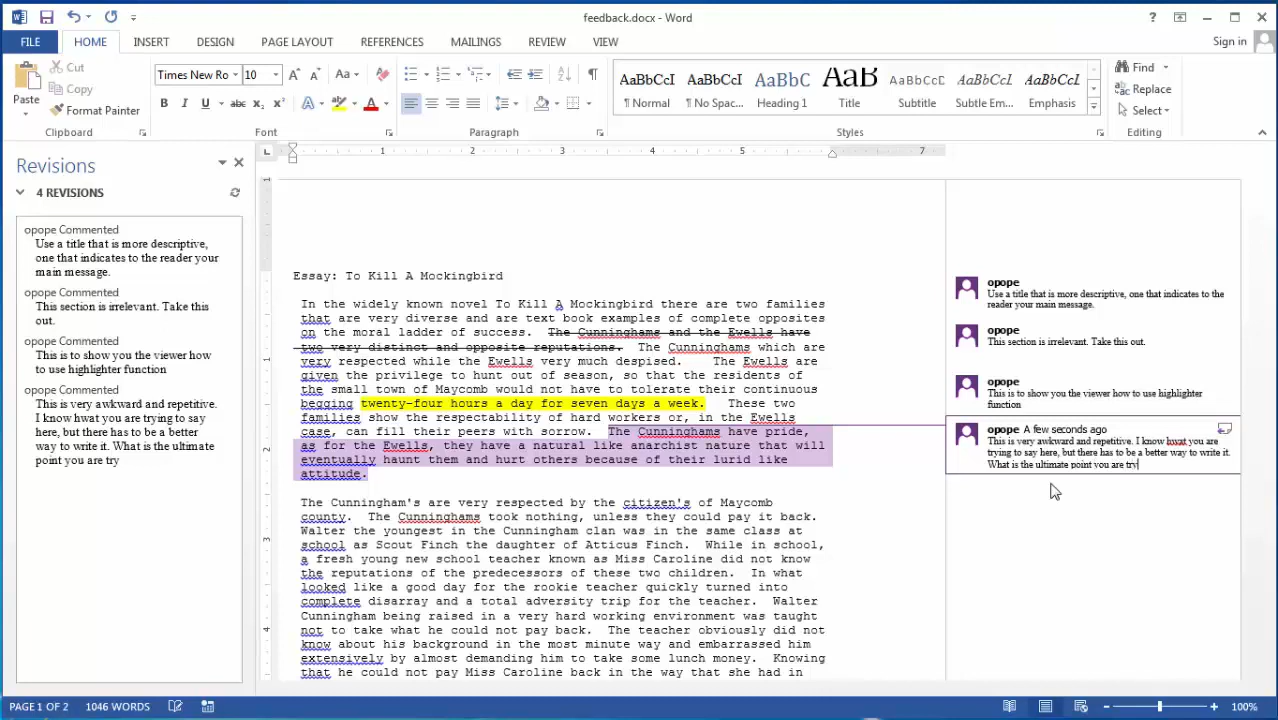 feedback.docx - Word
?
FILE HOME INSERT DESIGN PAGE LAYOUT REFERENCES MAILINGS REVIEW VIEW Sign in
Paste
Cut
Copy
Format Painter
Clipboard
Times New Ro 10
Aa
B I U abc x₂ x² A A
Font
Paragraph
AaBbCcI AaBbCcI AaBbC AaB AaBbCcD AaBbCcI AaBbCcI
¶ Normal ¶ No Spac... Heading 1 Title Subtitle Subtle Em... Emphasis
Styles
Find
Replace
Select
Editing
Revisions
4 REVISIONS
opope Commented
Use a title that is more descriptive,
one that indicates to the reader your
main message.
opope Commented
This section is irrelevant. Take this
out.
opope Commented
This is to show you the viewer how
to use highlighter function
opope Commented
This is very awkward and repetitive.
I know hwat you are trying to say
here, but there has to be a better
way to write it. What is the ultimate
point you are try
1 2 3 4 5 7
1
1
2
3
4
Essay: To Kill A Mockingbird
In the widely known novel To Kill A Mockingbird there are two families
that are very diverse and are text book examples of complete opposites
on the moral ladder of success. The Cunninghams and the Ewells have
two very distinct and opposite reputations. The Cunninghams which are
very respected while the Ewells very much despised. The Ewells are
given the privilege to hunt out of season, so that the residents of
the small town of Maycomb would not have to tolerate their continuous
begging twenty-four hours a day for seven days a week. These two
families show the respectability of hard workers or, in the Ewells
case, can fill their peers with sorrow. The Cunninghams have pride,
as for the Ewells, they have a natural like anarchist nature that will
eventually haunt them and hurt others because of their lurid like
attitude.
The Cunningham's are very respected by the citizen's of Maycomb
county. The Cunninghams took nothing, unless they could pay it back.
Walter the youngest in the Cunningham clan was in the same class at
school as Scout Finch the daughter of Atticus Finch. While in school,
a fresh young new school teacher known as Miss Caroline did not know
the reputations of the predecessors of these two children. In what
looked like a good day for the rookie teacher quickly turned into
complete disarray and a total adversity trip for the teacher. Walter
Cunningham being raised in a very hard working environment was taught
not to take what he could not pay back. The teacher obviously did not
know about his background in the most minute way and embarrassed him
extensively by almost demanding him to take some lunch money. Knowing
that he could not pay Miss Caroline back in the way that she had in
opope
Use a title that is more descriptive, one that indicates to the
reader your main message.
opope
This section is irrelevant. Take this out.
opope
This is to show you the viewer how to use highlighter
function
opope A few seconds ago
This is very awkward and repetitive. I know hwat you are
trying to say here, but there has to be a better way to write it.
What is the ultimate point you are try
PAGE 1 OF 2 1046 WORDS 100%